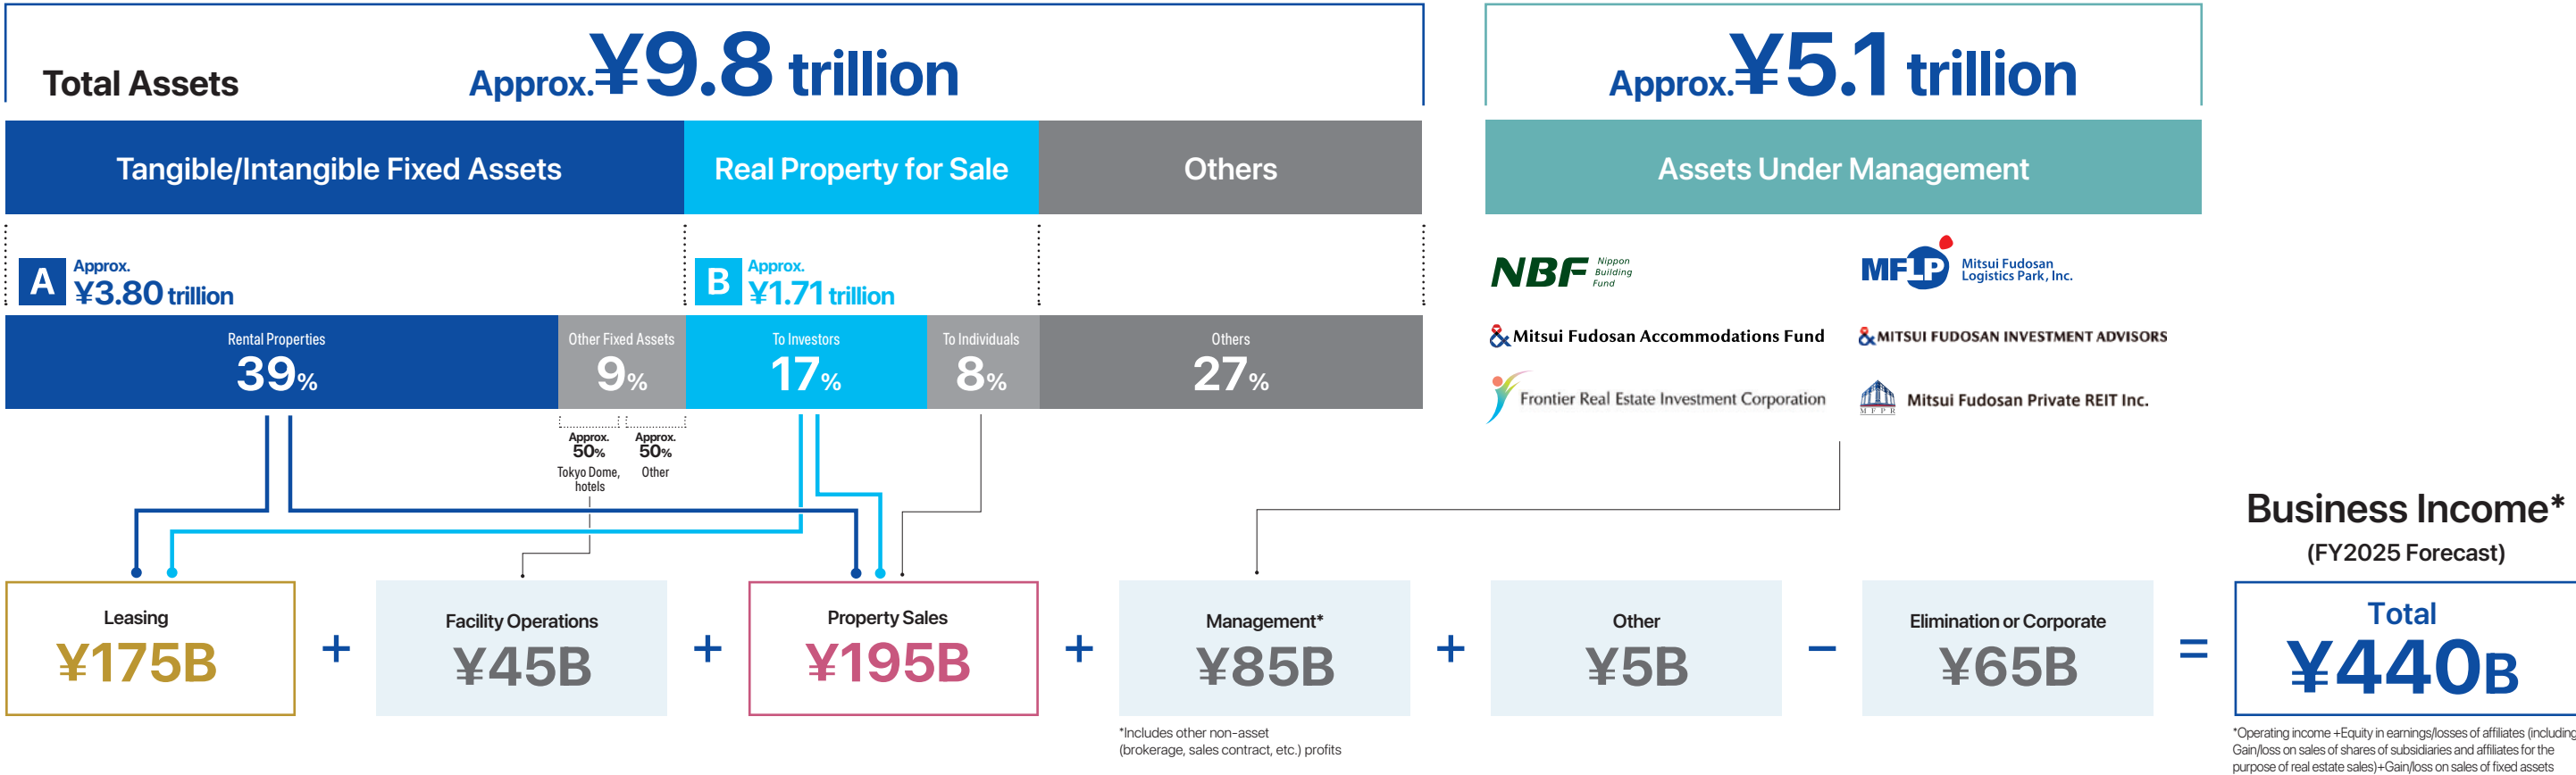 Total Assets
Approx.¥9.8 trillion
Approx.¥5.1 trillion
Tangible/Intangible Fixed Assets
Real Property for Sale
Others
Assets Under Management
A
Approx.
¥3.80 trillion
B
Approx.
¥1.71 trillion
Rental Properties
39%
Other Fixed Assets
9%
To Investors
17%
To Individuals
8%
Others
27%
NBF
Nippon
Building
Fund
MFLP
Mitsui Fudosan
Logistics Park, Inc.
& Mitsui Fudosan Accommodations Fund
& MITSUI FUDOSAN INVESTMENT ADVISORS
Frontier Real Estate Investment Corporation
MFPR
Mitsui Fudosan Private REIT Inc.
Approx.
50%
Tokyo Dome,
hotels
Approx.
50%
Other
Business Income*
(FY2025 Forecast)
Leasing
¥175B
+
Facility Operations
¥45B
+
Property Sales
¥195B
+
Management*
¥85B
+
Other
¥5B
−
Elimination or Corporate
¥65B
=
Total
¥440B
*Includes other non-asset
(brokerage, sales contract, etc.) profits
*Operating income +Equity in earnings/losses of affiliates (including
Gain/loss on sales of shares of subsidiaries and affiliates for the
purpose of real estate sales)+Gain/loss on sales of fixed assets